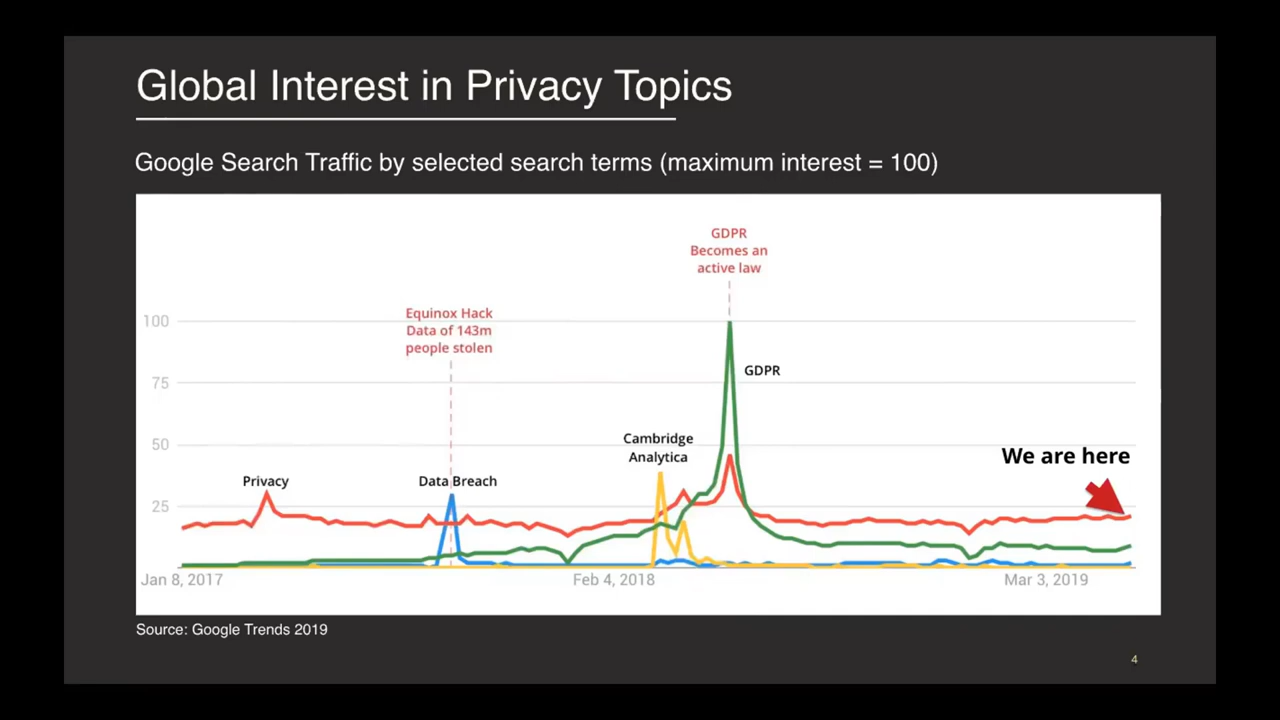 Global Interest in Privacy Topics
Google Search Traffic by selected search terms (maximum interest = 100)
GDPR
Becomes an
active law
Equinox Hack
Data of 143m
people stolen
100
75
50
25
GDPR
Cambridge
Analytica
We are here
Privacy
Data Breach
Jan 8, 2017
Feb 4, 2018
Mar 3, 2019
Source: Google Trends 2019
4